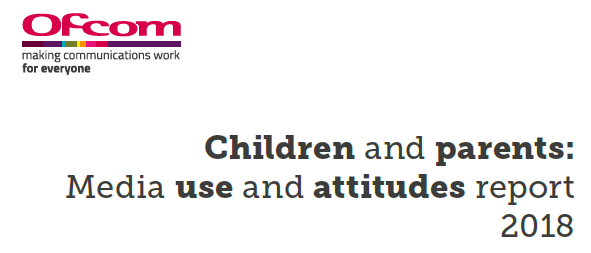 Ofcom
making communications work
for everyone
Children and parents:
Media use and attitudes report
2018